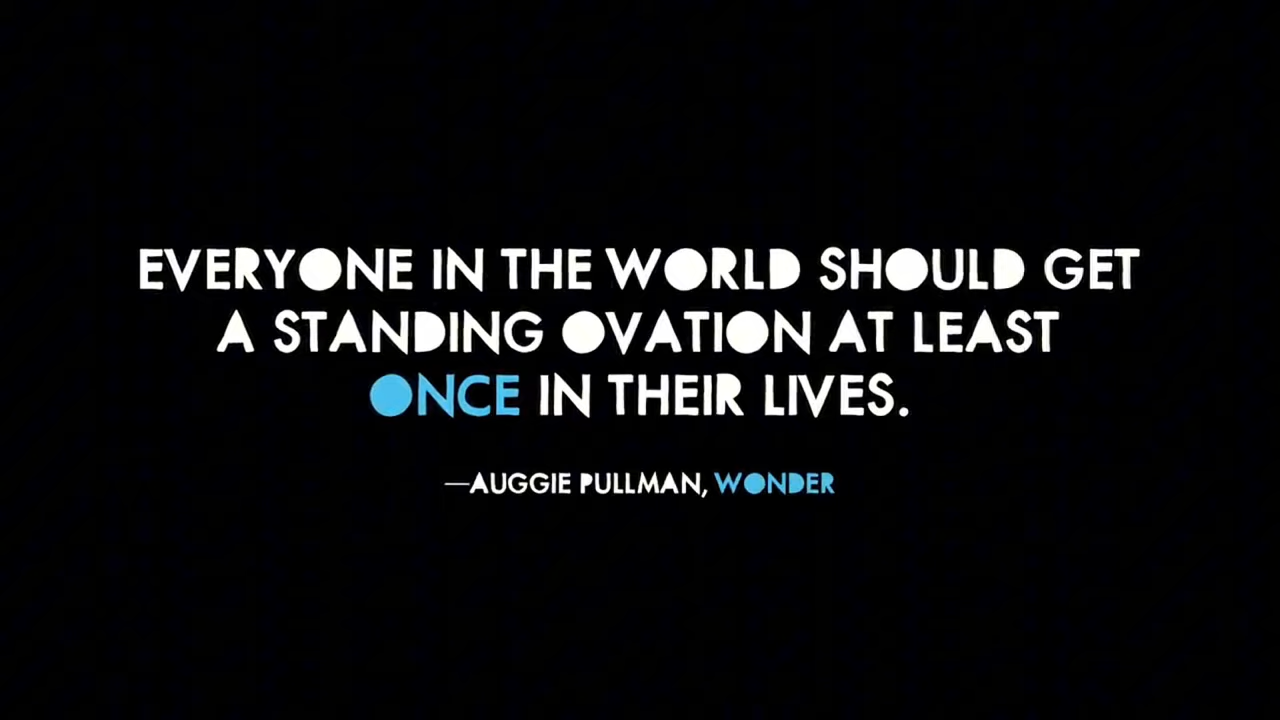 EVERYONE IN THE WORLD SHOULD GET
A STANDING OVATION AT LEAST
ONCE IN THEIR LIVES.
—AUGGIE PULLMAN, WONDER